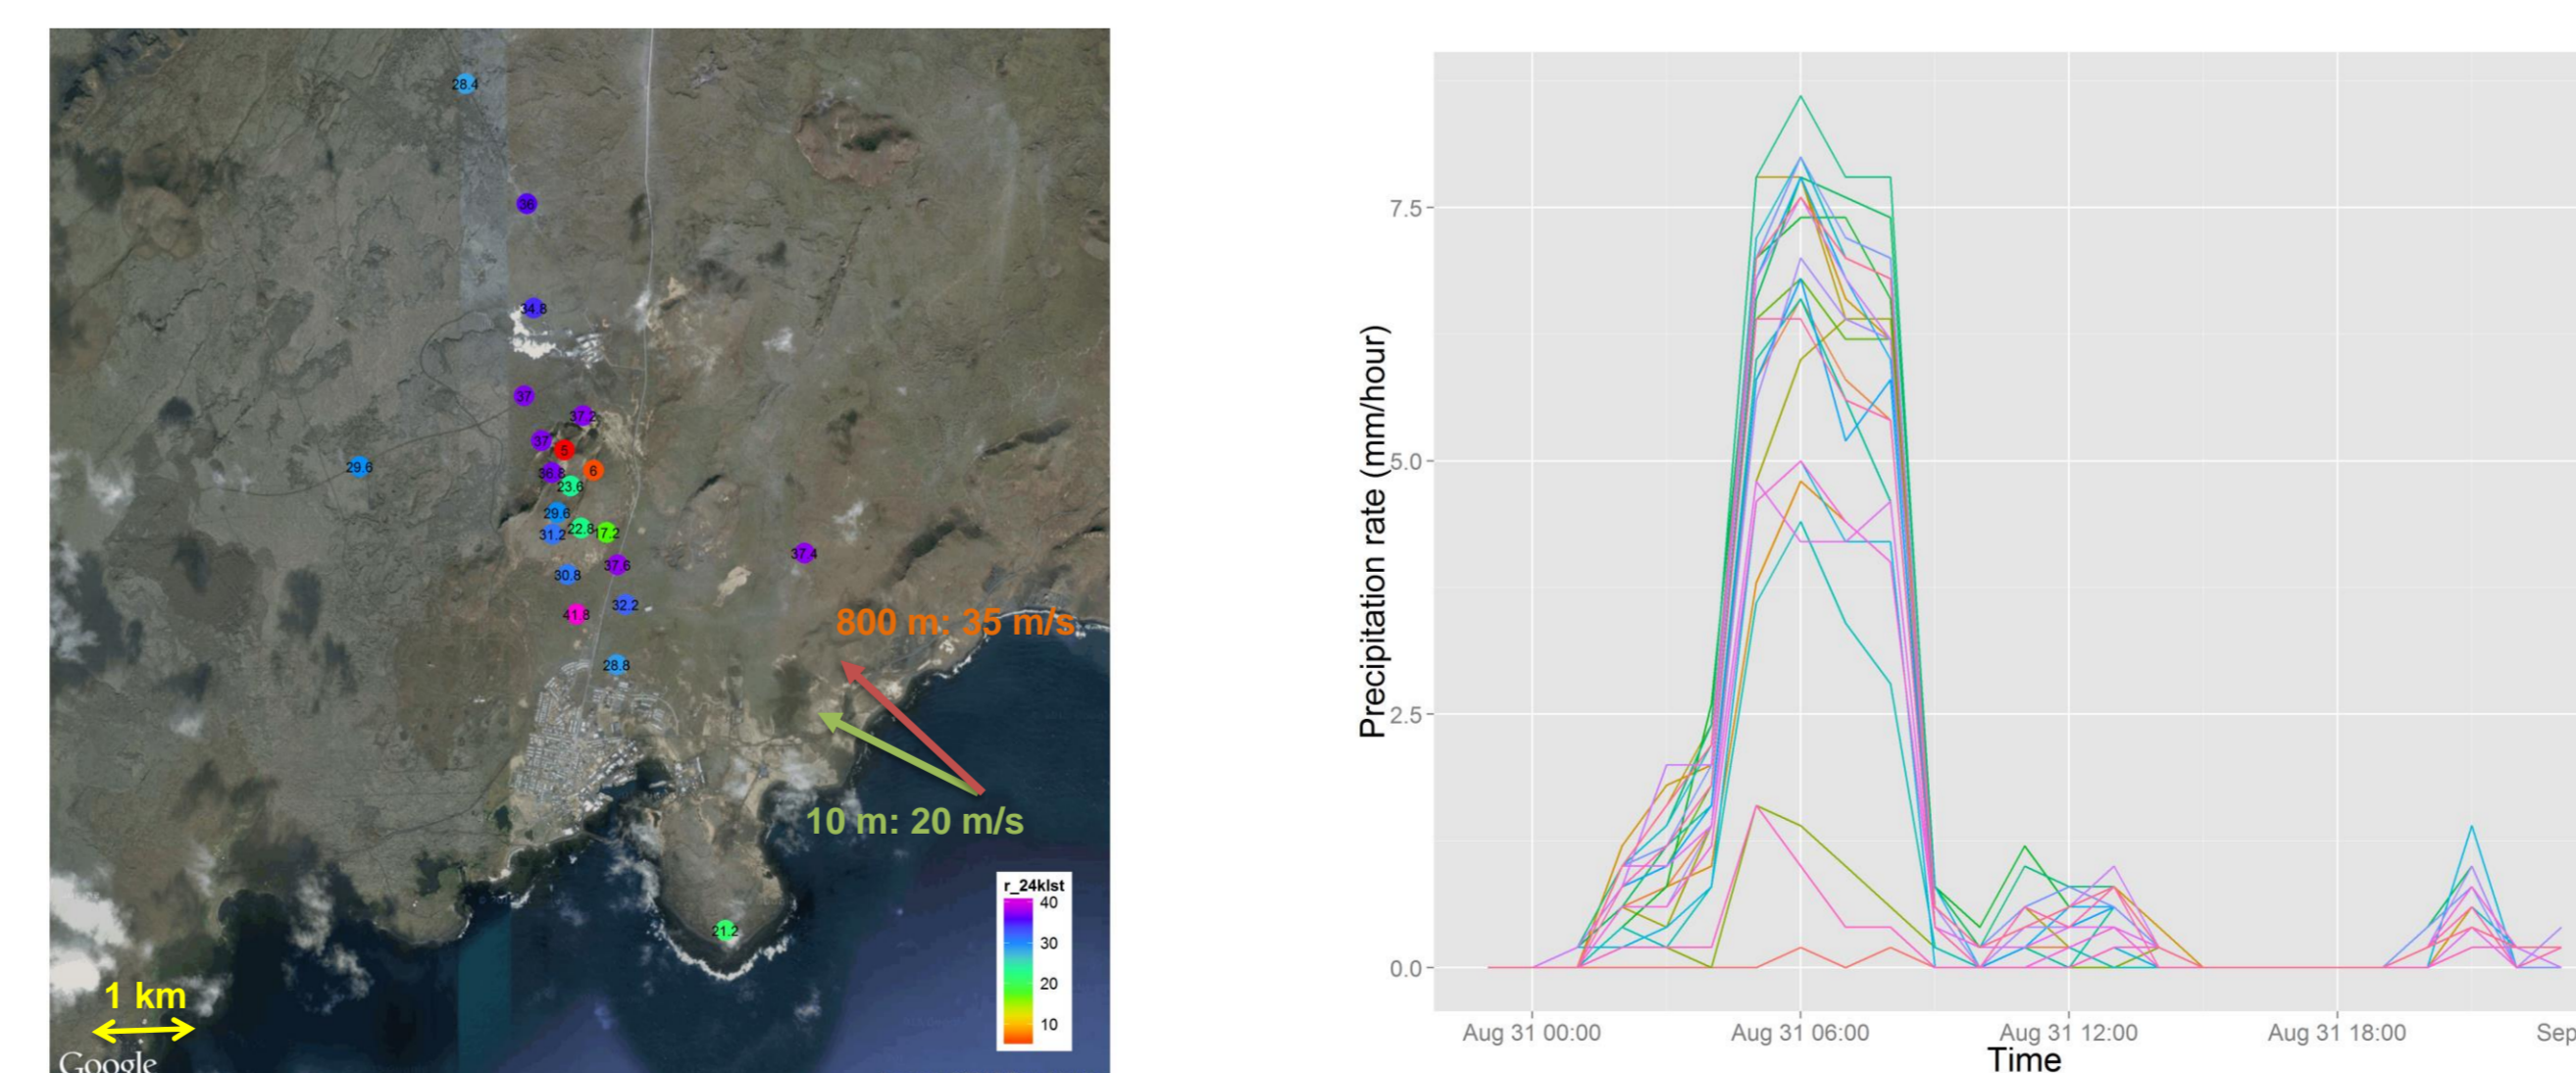 28.4
36
34.8
37
37.2
37
5
29.6
36.8
6
23.6
29.6
31.2
22.8
17.2
37.4
37.6
30.8
41.8
32.2
800 m: 35 m/s
28.8
10 m: 20 m/s
r_24klst
40
30
20
10
21.2
1 km
Google
Precipitation rate (mm/hour)
7.5
5.0
2.5
0.0
Aug 31 00:00
Aug 31 06:00
Aug 31 12:00
Aug 31 18:00
Sep
Time